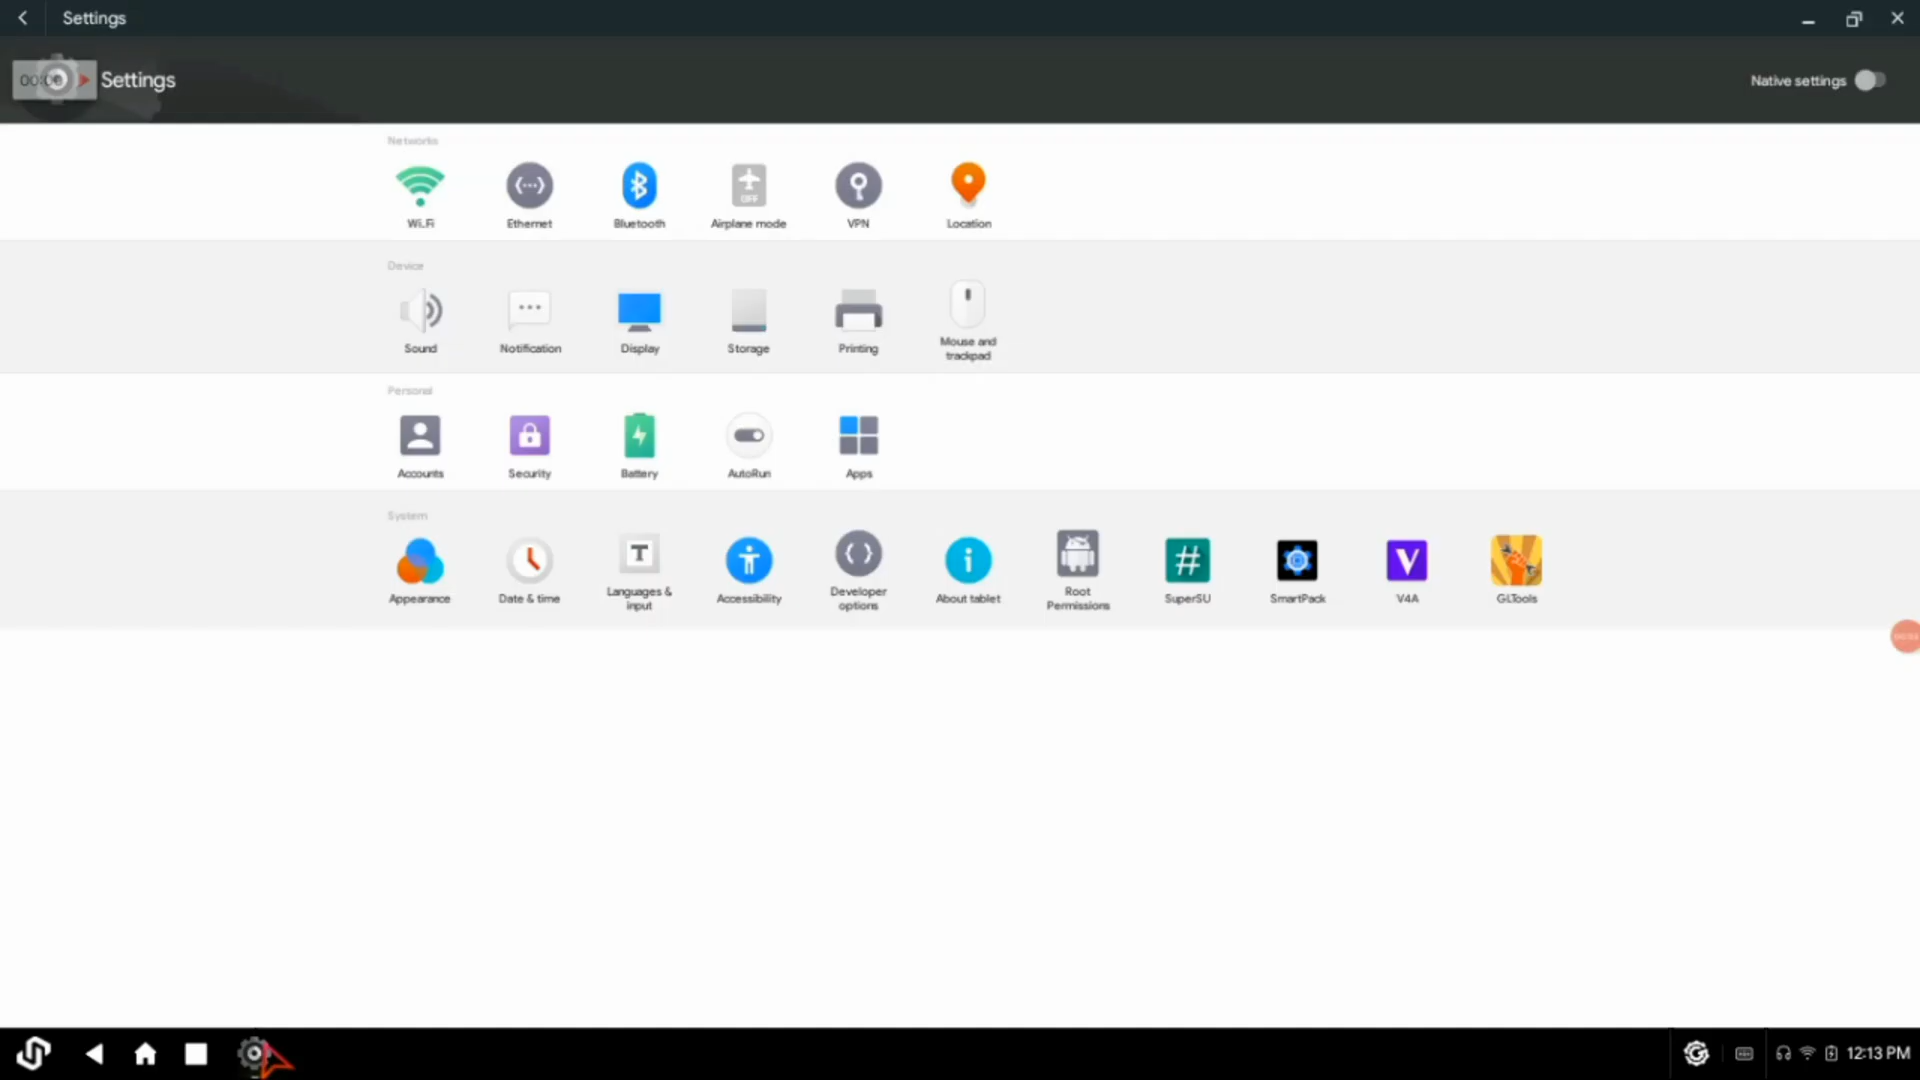 Settings
Settings
Native settings
Networks
Wi.Fi
Ethernet
Bluetooth
OFF
Airplane mode
VPN
Location
Device
Sound
Notification
Display
Storage
Printing
Mouse and
trackpad
Personal
Accounts
Security
Battery
AutoRun
Apps
System
Appearance
Date & time
T
Languages &
input
Accessibility
Developer
options
About tablet
Root
Permissions
#
SuperSU
SmartPack
V
V4A
GLTools
12:13 PM